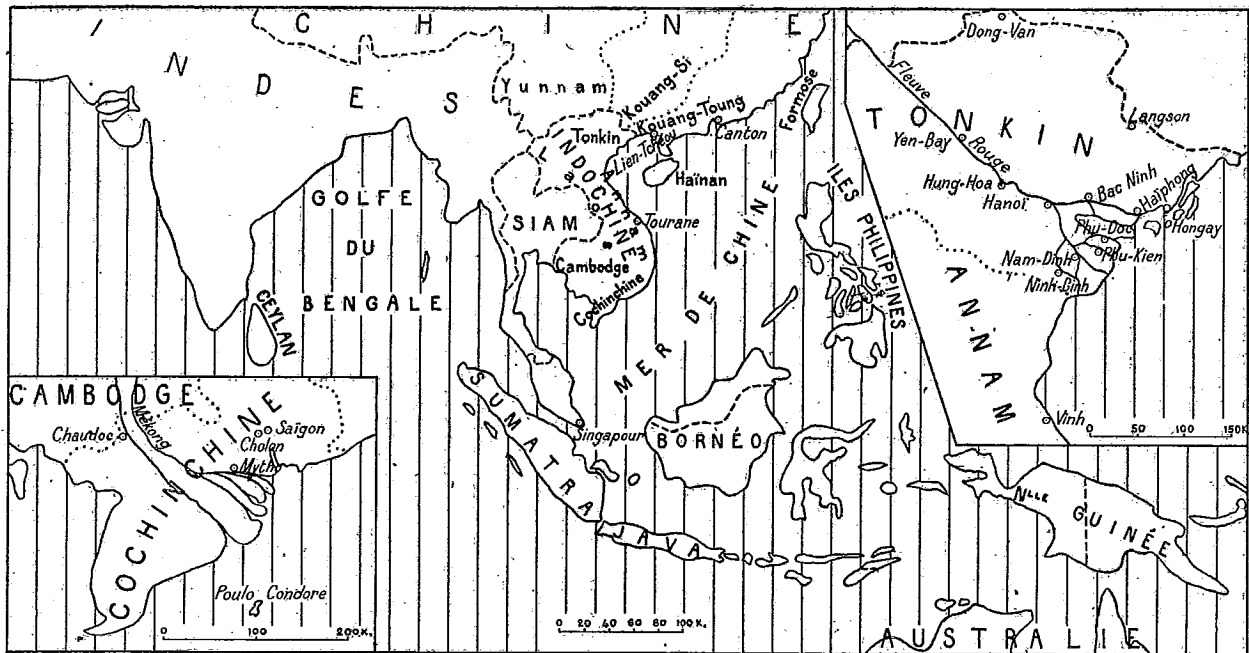 INDES
CHINE
Yunnam
Kouang-Si
Kouang-Toung
Formose
Tonkin
Canton
INDOCHINE
Haïnan
Annam
GOLFE
DU
BENGALE
SIAM
Tourane
Cambodge
Cochinchine
CEYLAN
MER DE CHINE
ILES PHILIPPINES
SUMATRA
Singapour
BORNÉO
JAVA
Nlle GUINÉE
AUSTRALIE
0 20 40 60 80 100 K.
Dong-Van
Fleuve Rouge
TONKIN
Langson
Yen-Bay
Hung-Hoa
Bac Ninh
Hanoï
Haïphong
Hongay
Phu-Doc
Phu-Kien
Nam-Dinh
Ninh-Binh
ANNAM
Vinh
0 50 100 150K.
CAMBODGE
Mékong
COCHINCHINE
Chaudoc
Saïgon
Cholon
Mytho
Poulo Condore
0 100 200 K.